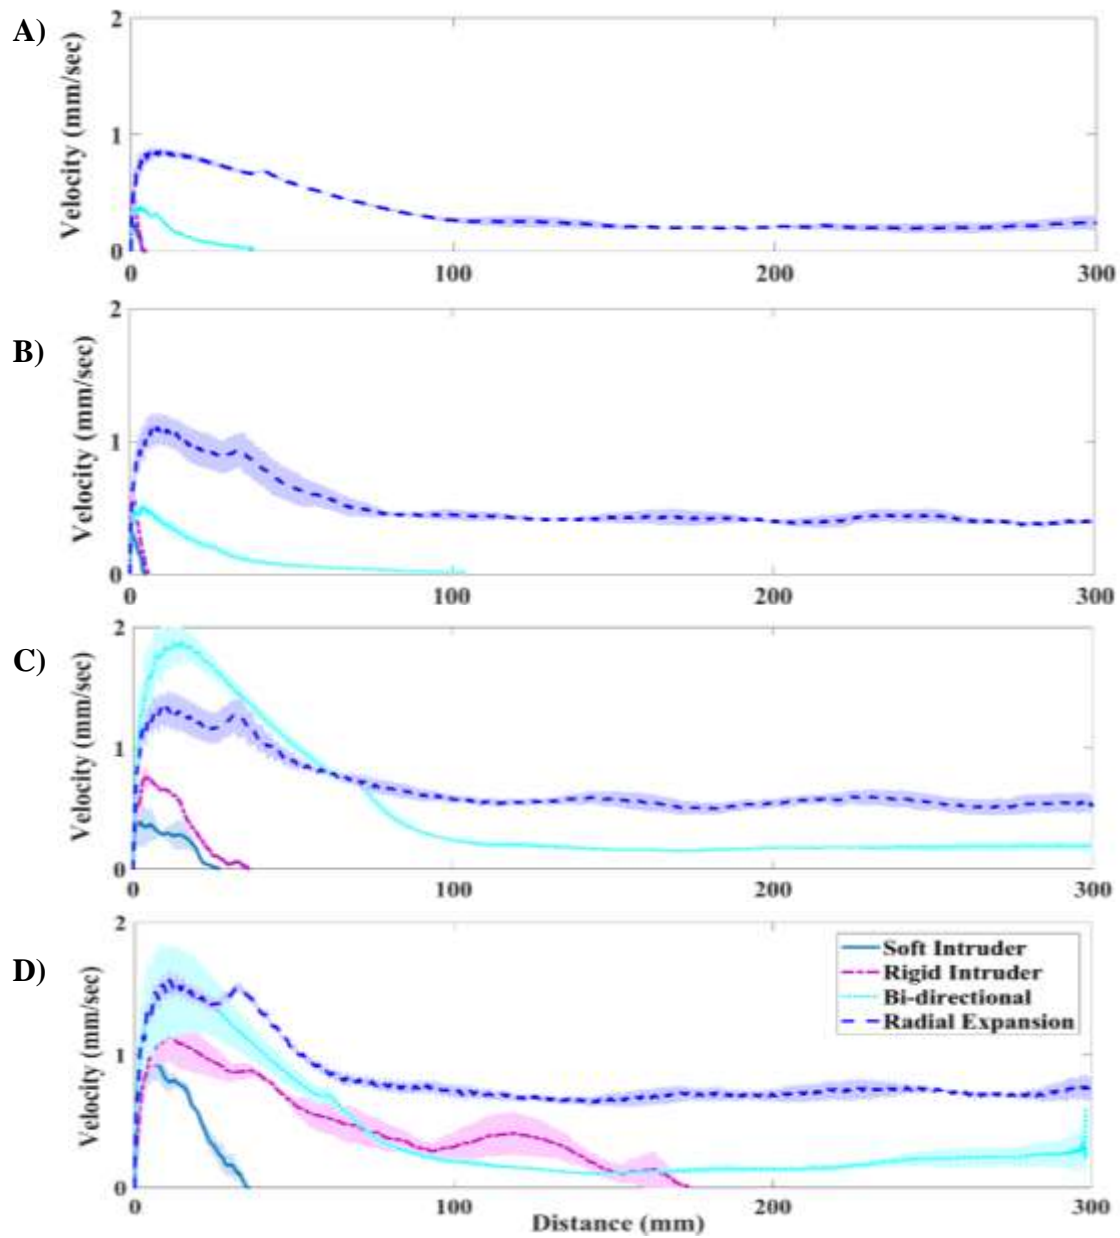 A)
2
1
0
Velocity (mm/sec)
0 100 200 300
B)
2
1
0
Velocity (mm/sec)
0 100 200 300
C)
2
1
0
Velocity (mm/sec)
0 100 200 300
D)
2
1
0
Velocity (mm/sec)
Soft Intruder
Rigid Intruder
Bi-directional
Radial Expansion
0 100 200 300
Distance (mm)